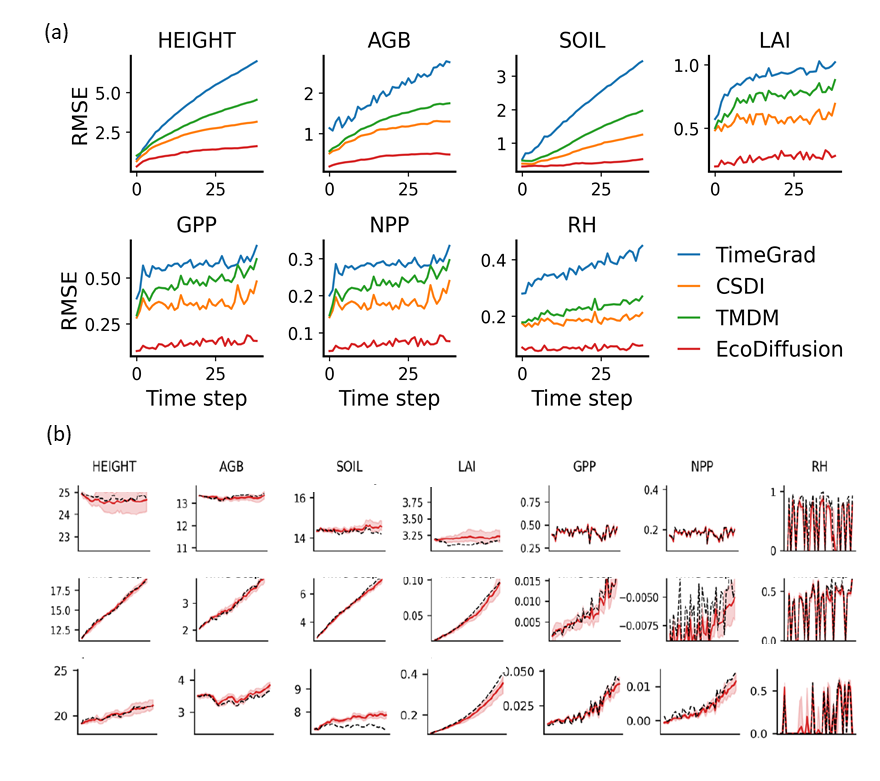 (a)
HEIGHT AGB SOIL LAI
RMSE
5.0 2.5
2 1
3 2 1
1.0 0.5
0 25 0 25 0 25 0 25
GPP NPP RH
RMSE
0.50 0.25
0.3 0.2 0.1
0.4 0.2
0 25 0 25 0 25
Time step Time step Time step
TimeGrad
CSDI
TMDM
EcoDiffusion
(b)
HEIGHT AGB SOIL LAI GPP NPP RH
25 24 23
13 12 11
16 14
3.75 3.50 3.25
0.75 0.50 0.25
0.4 0.2
1 0
17.5 15.0 12.5
3 2
6 4
0.10 0.05
0.015 0.010 0.005
−0.0050 −0.0075
0.5 0.0
25 20
4 3
9 8
0.4 0.2
0.050 0.025
0.01 0.00
0.5 0.0